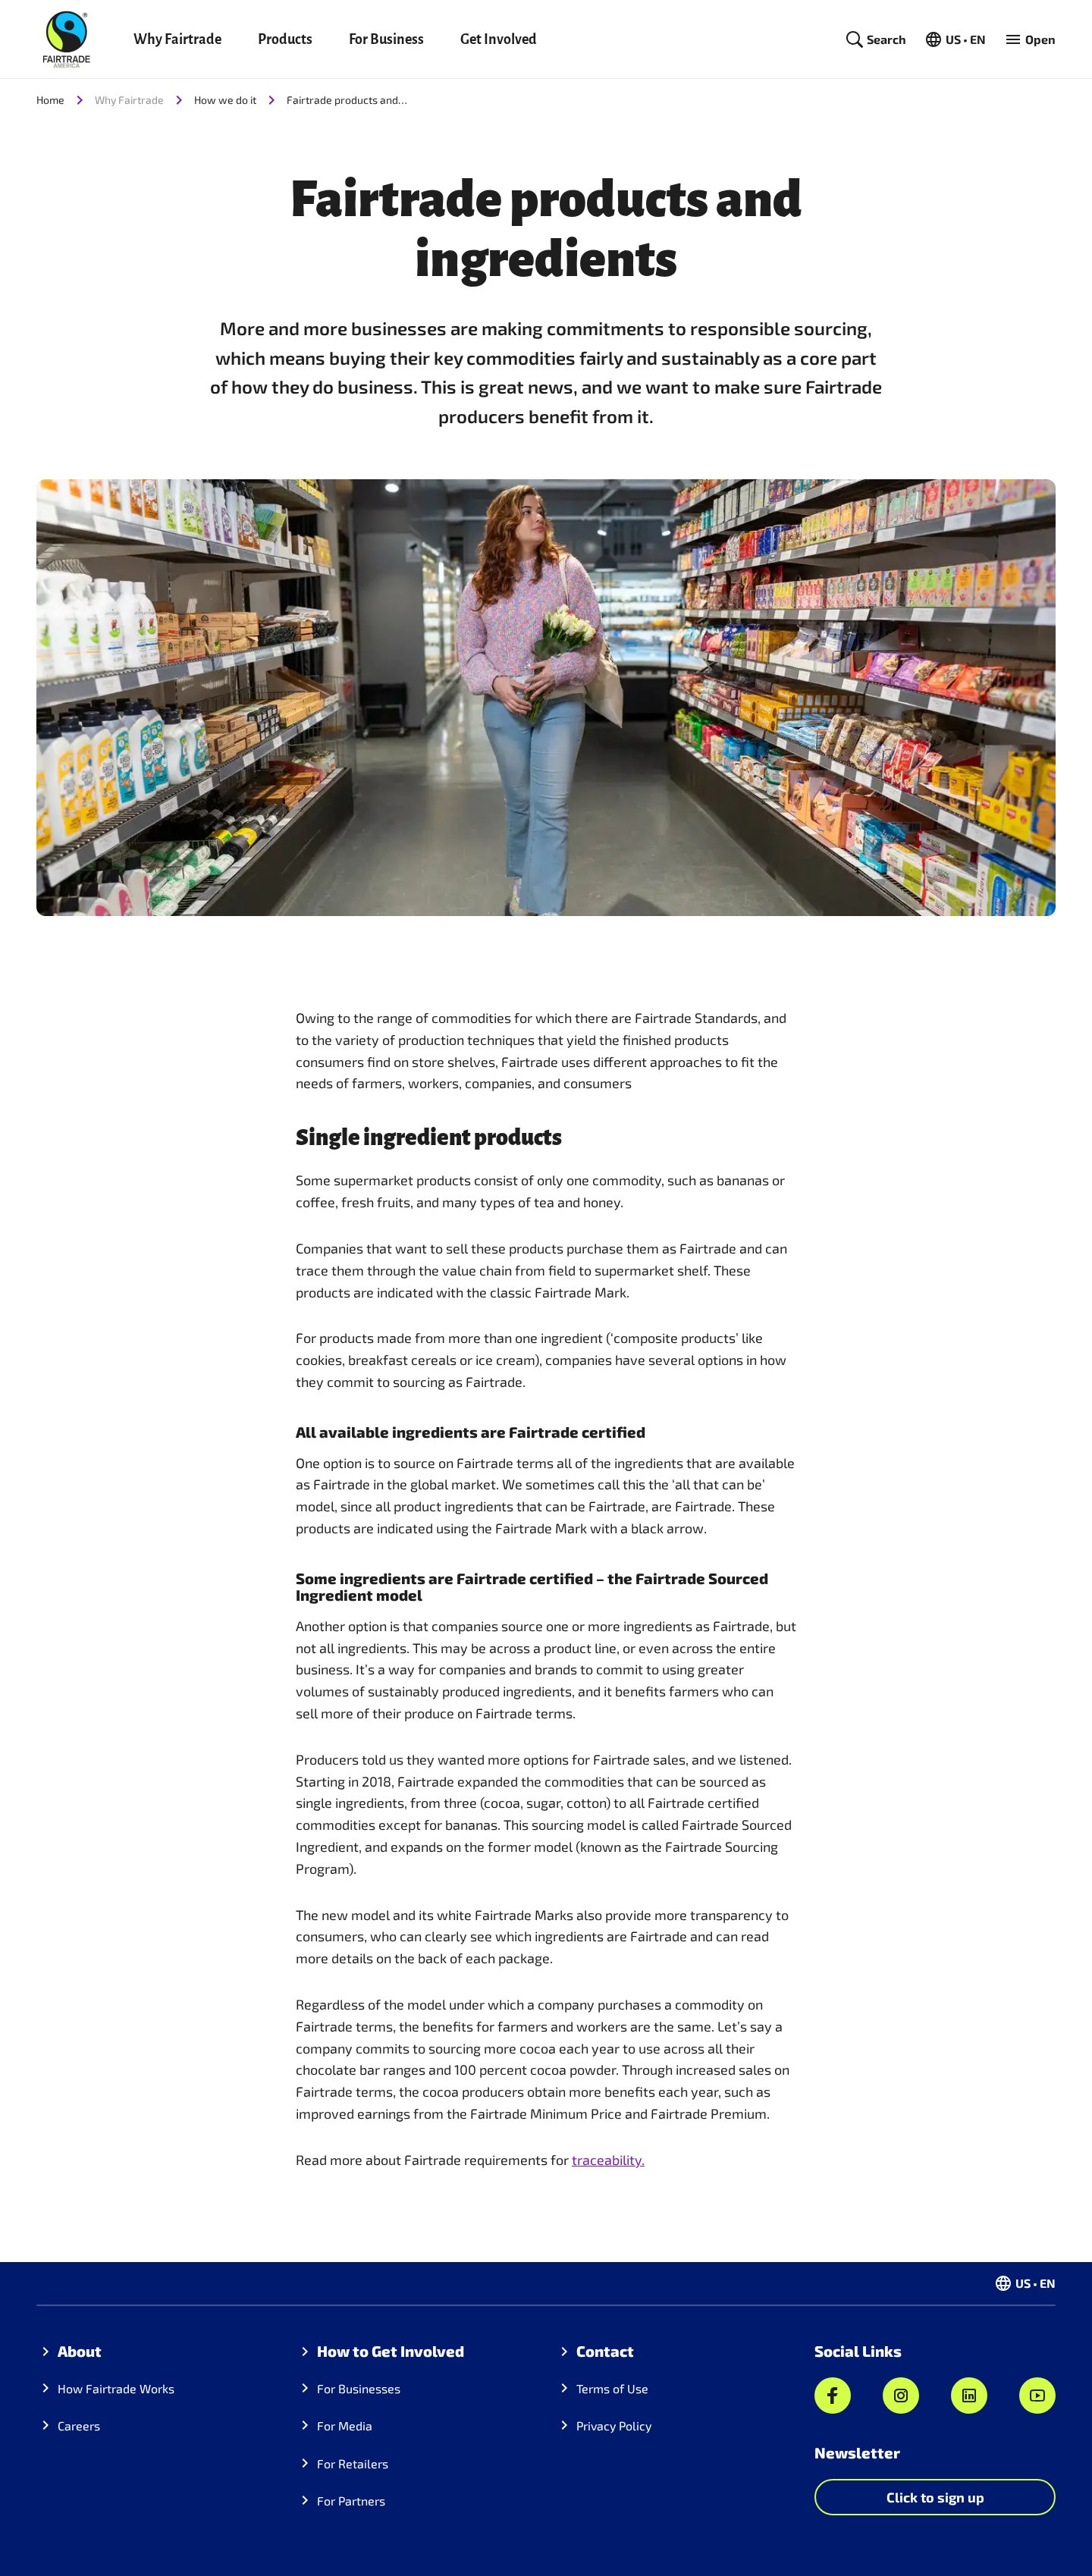 FAIRTRADE
AMERICA
Why Fairtrade
Products
For Business
Get Involved
Search
US • EN
Open
Home
Why Fairtrade
How we do it
Fairtrade products and...
Fairtrade products and
ingredients
More and more businesses are making commitments to responsible sourcing,
which means buying their key commodities fairly and sustainably as a core part
of how they do business. This is great news, and we want to make sure Fairtrade
producers benefit from it.
Owing to the range of commodities for which there are Fairtrade Standards, and
to the variety of production techniques that yield the finished products
consumers find on store shelves, Fairtrade uses different approaches to fit the
needs of farmers, workers, companies, and consumers
Single ingredient products
Some supermarket products consist of only one commodity, such as bananas or
coffee, fresh fruits, and many types of tea and honey.
Companies that want to sell these products purchase them as Fairtrade and can
trace them through the value chain from field to supermarket shelf. These
products are indicated with the classic Fairtrade Mark.
For products made from more than one ingredient (‘composite products’ like
cookies, breakfast cereals or ice cream), companies have several options in how
they commit to sourcing as Fairtrade.
All available ingredients are Fairtrade certified
One option is to source on Fairtrade terms all of the ingredients that are available
as Fairtrade in the global market. We sometimes call this the ‘all that can be’
model, since all product ingredients that can be Fairtrade, are Fairtrade. These
products are indicated using the Fairtrade Mark with a black arrow.
Some ingredients are Fairtrade certified – the Fairtrade Sourced
Ingredient model
Another option is that companies source one or more ingredients as Fairtrade, but
not all ingredients. This may be across a product line, or even across the entire
business. It’s a way for companies and brands to commit to using greater
volumes of sustainably produced ingredients, and it benefits farmers who can
sell more of their produce on Fairtrade terms.
Producers told us they wanted more options for Fairtrade sales, and we listened.
Starting in 2018, Fairtrade expanded the commodities that can be sourced as
single ingredients, from three (cocoa, sugar, cotton) to all Fairtrade certified
commodities except for bananas. This sourcing model is called Fairtrade Sourced
Ingredient, and expands on the former model (known as the Fairtrade Sourcing
Program).
The new model and its white Fairtrade Marks also provide more transparency to
consumers, who can clearly see which ingredients are Fairtrade and can read
more details on the back of each package.
Regardless of the model under which a company purchases a commodity on
Fairtrade terms, the benefits for farmers and workers are the same. Let’s say a
company commits to sourcing more cocoa each year to use across all their
chocolate bar ranges and 100 percent cocoa powder. Through increased sales on
Fairtrade terms, the cocoa producers obtain more benefits each year, such as
improved earnings from the Fairtrade Minimum Price and Fairtrade Premium.
Read more about Fairtrade requirements for traceability.
US • EN
About
How Fairtrade Works
Careers
How to Get Involved
For Businesses
For Media
For Retailers
For Partners
Contact
Terms of Use
Privacy Policy
Social Links
Newsletter
Click to sign up